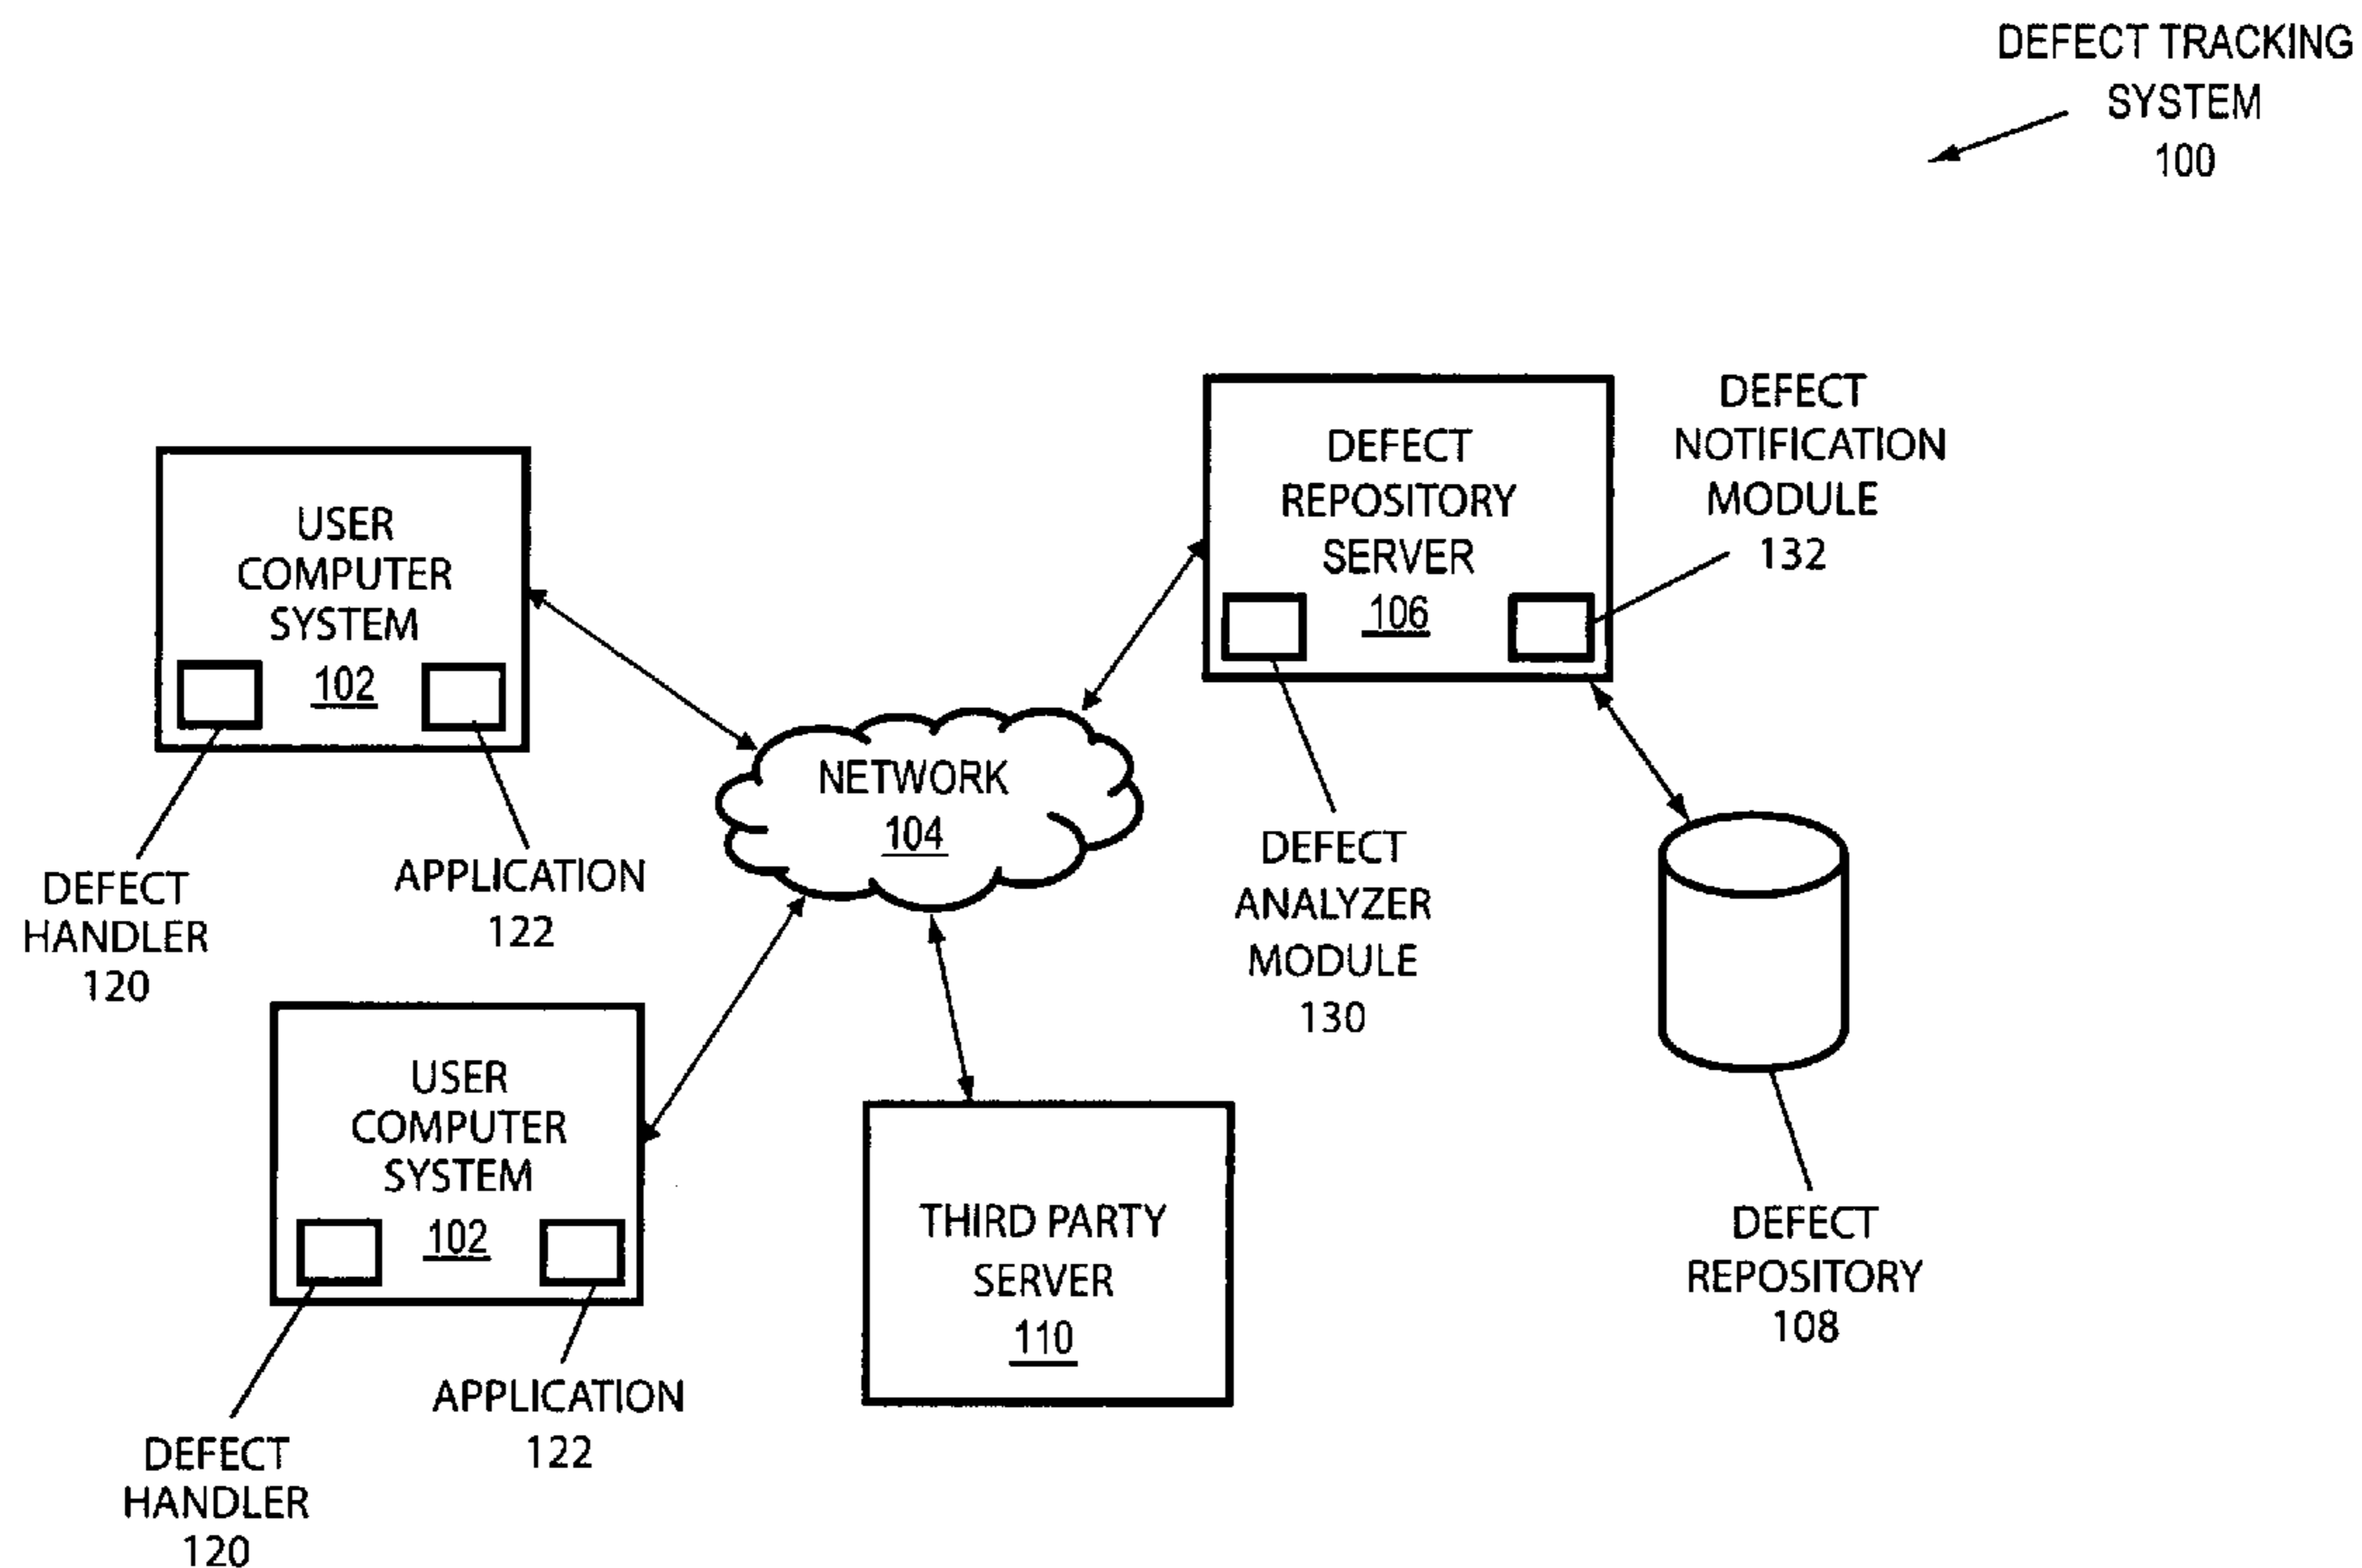 DEFECT TRACKING
SYSTEM
100
DEFECT
NOTIFICATION
MODULE
132
DEFECT
REPOSITORY
SERVER
106
USER
COMPUTER
SYSTEM
102
NETWORK
104
DEFECT
HANDLER
120
APPLICATION
122
DEFECT
ANALYZER
MODULE
130
USER
COMPUTER
SYSTEM
102
THIRD PARTY
SERVER
110
DEFECT
REPOSITORY
108
APPLICATION
122
DEFECT
HANDLER
120